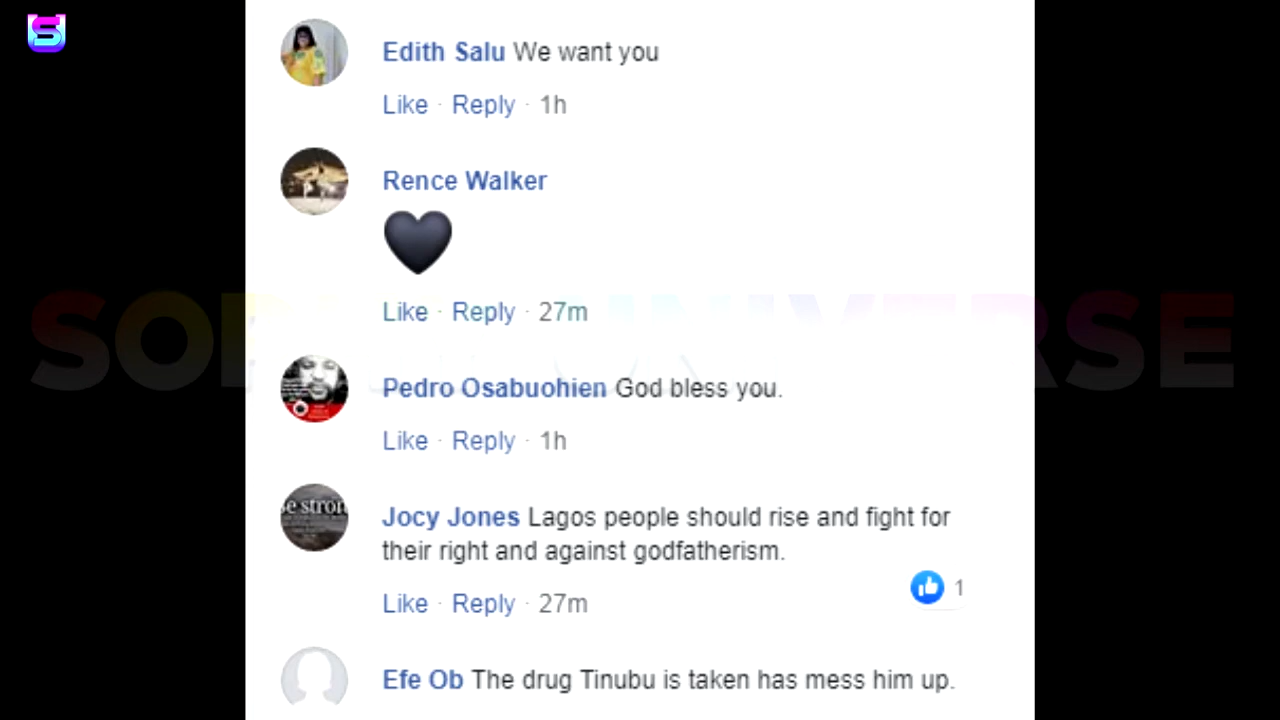 S
Edith Salu We want you
Like · Reply · 1h
Rence Walker
Like · Reply · 27m
Pedro Osabuohien God bless you.
Like · Reply · 1h
e stron
Jocy Jones Lagos people should rise and fight for
their right and against godfatherism.
1
Like · Reply · 27m
Efe Ob The drug Tinubu is taken has mess him up.